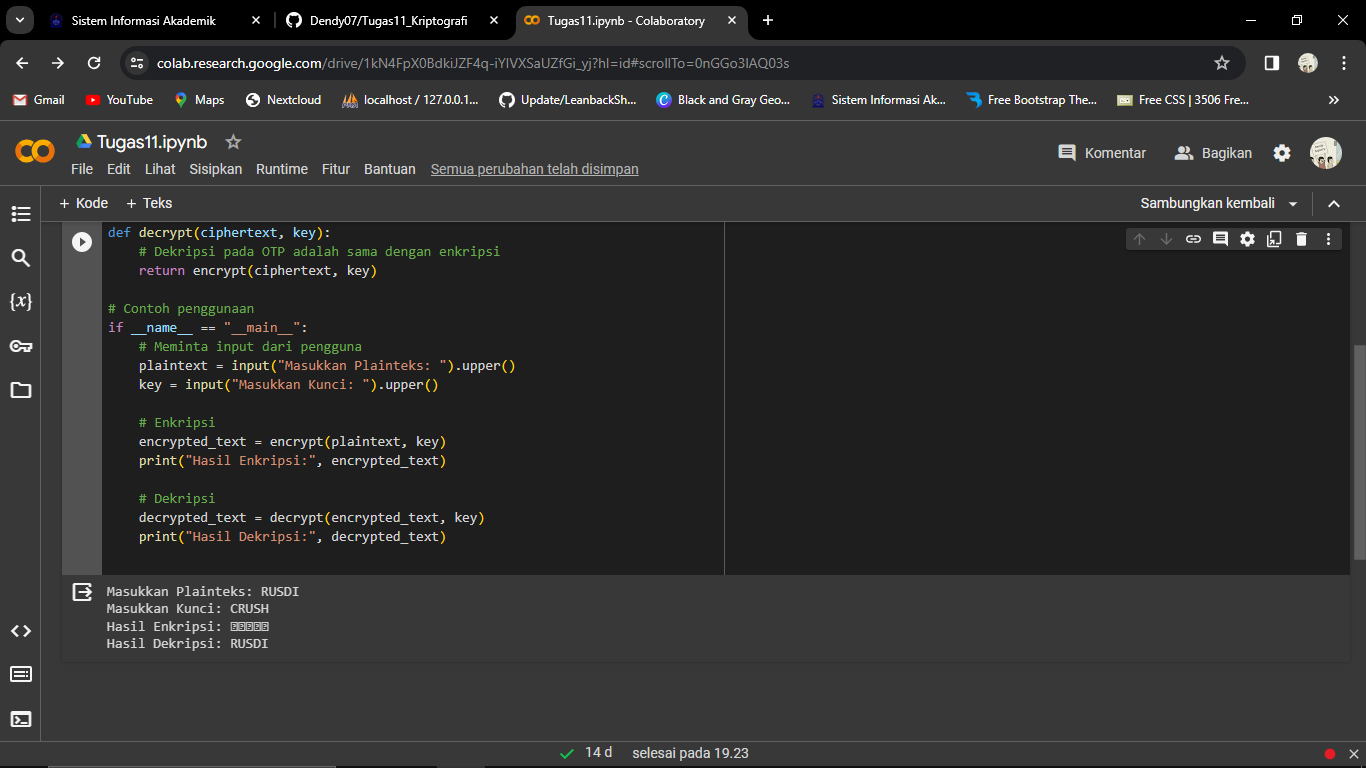 Sistem Informasi Akademik
Dendy07/Tugas11_Kriptografi
Tugas11.ipynb - Colaboratory
colab.research.google.com/drive/1kN4FpX0BdkiJZF4q-iYIVXSaUZfGi_yj?hl=id#scrollTo=0nGGo3IAQ03s
Gmail
YouTube
Maps
Nextcloud
localhost / 127.0.0.1...
Update/LeanbackSh...
Black and Gray Geo...
Sistem Informasi Ak...
Free Bootstrap The...
Free CSS | 3506 Fre...
Tugas11.ipynb
Komentar
Bagikan
File Edit Lihat Sisipkan Runtime Fitur Bantuan Semua perubahan telah disimpan
+ Kode + Teks
Sambungkan kembali
def decrypt(ciphertext, key):
    # Dekripsi pada OTP adalah sama dengan enkripsi
    return encrypt(ciphertext, key)
# Contoh penggunaan
if __name__ == "__main__":
    # Meminta input dari pengguna
    plaintext = input("Masukkan Plainteks: ").upper()
    key = input("Masukkan Kunci: ").upper()
    # Enkripsi
    encrypted_text = encrypt(plaintext, key)
    print("Hasil Enkripsi:", encrypted_text)
    # Dekripsi
    decrypted_text = decrypt(encrypted_text, key)
    print("Hasil Dekripsi:", decrypted_text)
Masukkan Plainteks: RUSDI
Masukkan Kunci: CRUSH
Hasil Enkripsi:
Hasil Dekripsi: RUSDI
{x}
14 d selesai pada 19.23